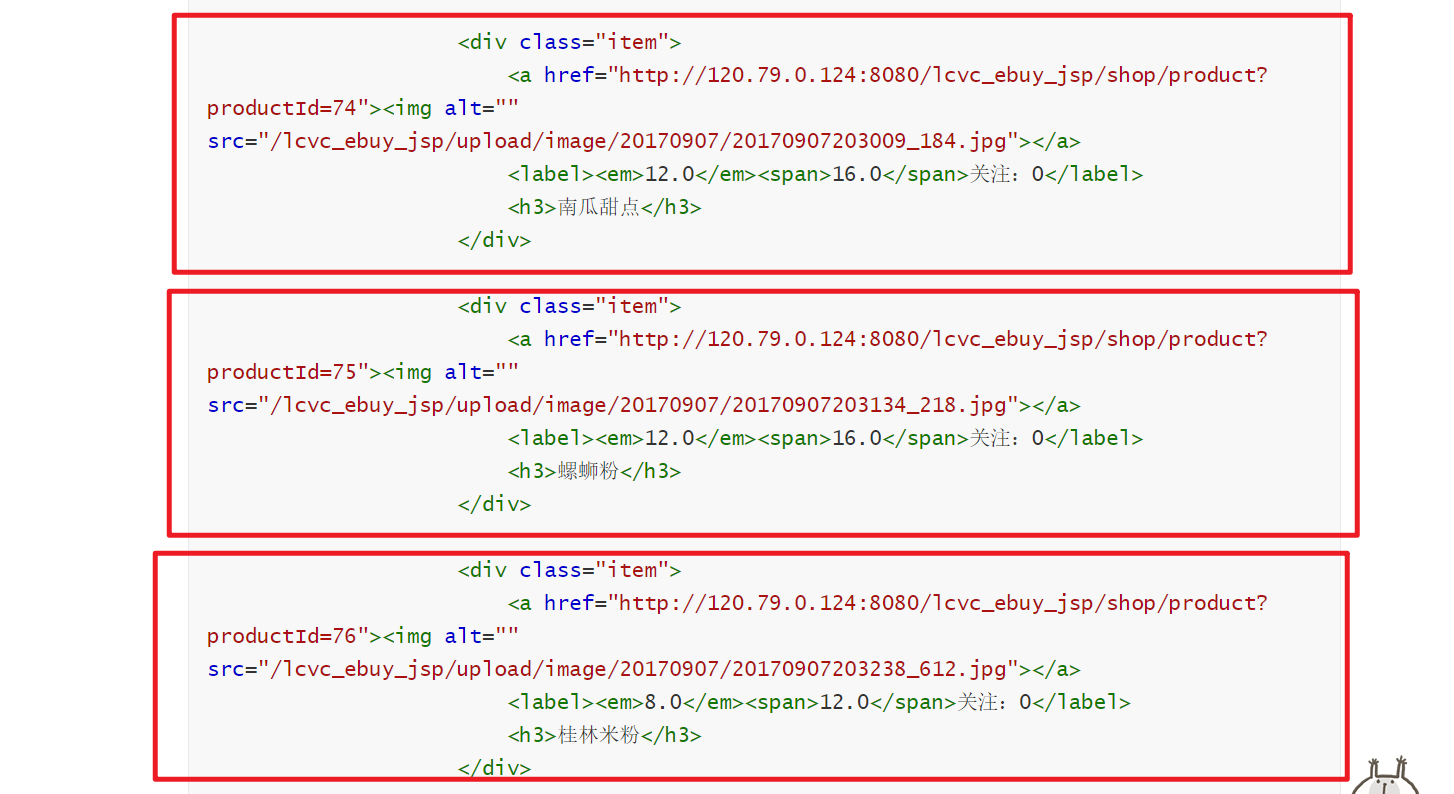 <div class="item">
<a href="http://120.79.0.124:8080/lcvc_ebuy_jsp/shop/product?
productId=74"><img alt=""
src="/lcvc_ebuy_jsp/upload/image/20170907/20170907203009_184.jpg"></a>
<label><em>12.0</em><span>16.0</span>关注：0</label>
<h3>南瓜甜点</h3>
</div>
<div class="item">
<a href="http://120.79.0.124:8080/lcvc_ebuy_jsp/shop/product?
productId=75"><img alt=""
src="/lcvc_ebuy_jsp/upload/image/20170907/20170907203134_218.jpg"></a>
<label><em>12.0</em><span>16.0</span>关注：0</label>
<h3>螺蛳粉</h3>
</div>
<div class="item">
<a href="http://120.79.0.124:8080/lcvc_ebuy_jsp/shop/product?
productId=76"><img alt=""
src="/lcvc_ebuy_jsp/upload/image/20170907/20170907203238_612.jpg"></a>
<label><em>8.0</em><span>12.0</span>关注：0</label>
<h3>桂林米粉</h3>
</div>